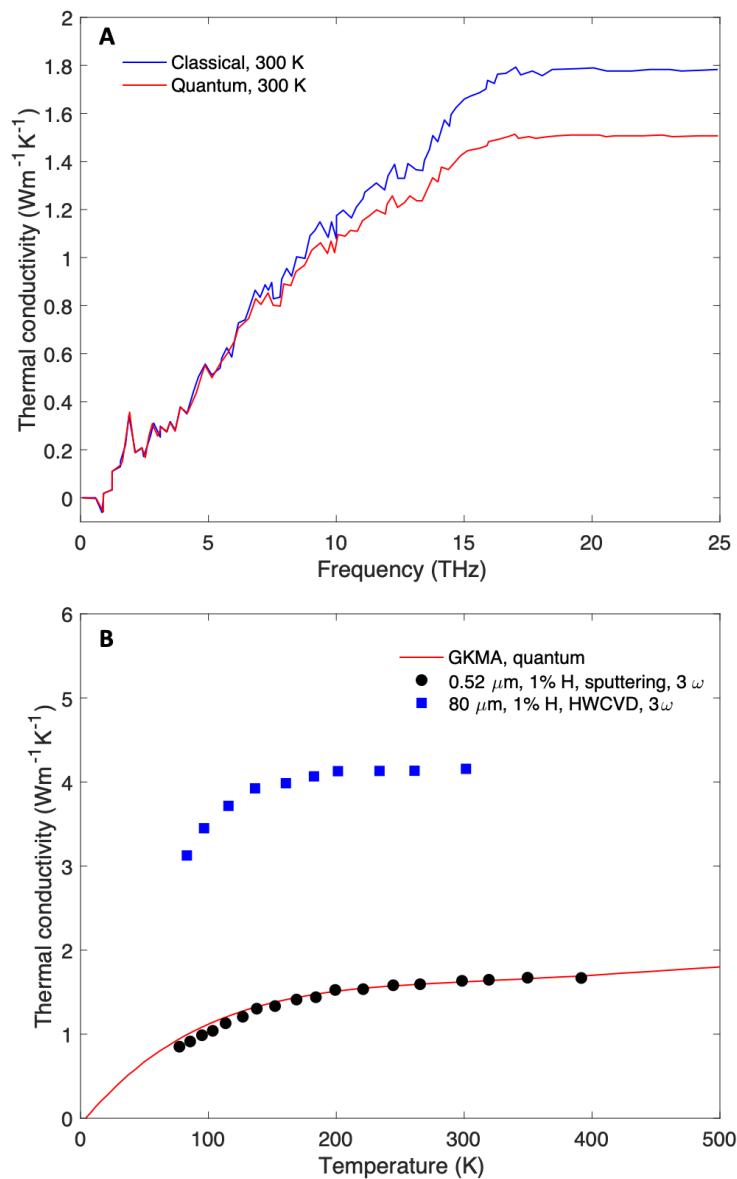 A
Classical, 300 K
Quantum, 300 K
2
1.8
1.6
1.4
1.2
1
0.8
0.6
0.4
0.2
0
Thermal conductivity (Wm⁻¹K⁻¹)
0 5 10 15 20 25
Frequency (THz)
B
GKMA, quantum
0.52 μm, 1% H, sputtering, 3 ω
80 μm, 1% H, HWCVD, 3ω
6
5
4
3
2
1
0
Thermal conductivity (Wm⁻¹K⁻¹)
0 100 200 300 400 500
Temperature (K)